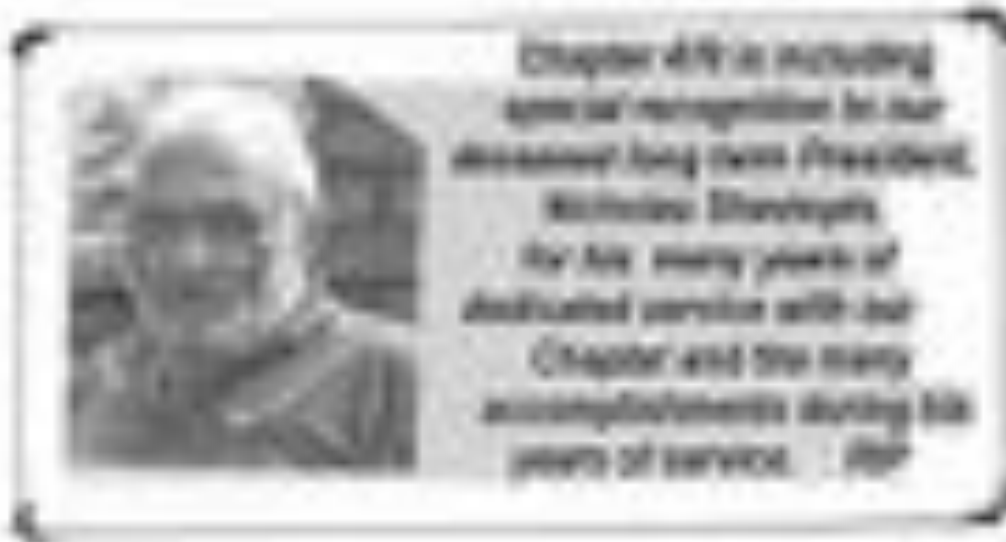 Chapter is including
special recognition to our
deceased long term President,
Nicholas
for his many years of
dedicated service with our
Chapter and the many
accomplishments during his
years of service. RIP